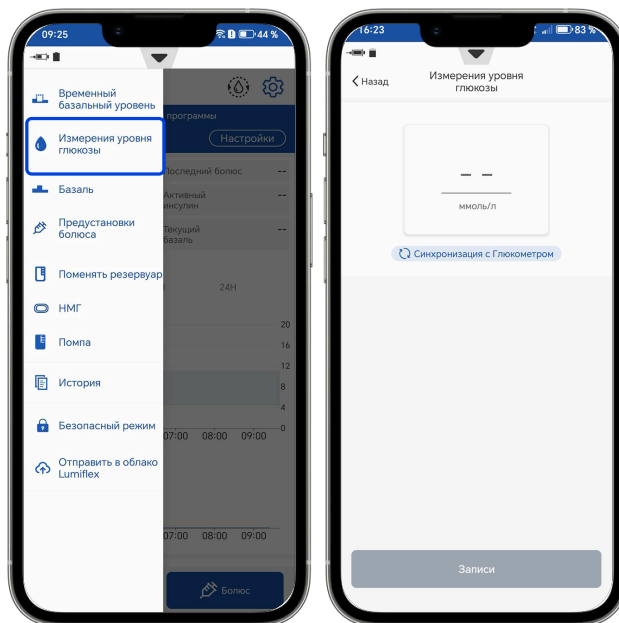 09:25
44 %
Временный
базальный уровень
Измерения уровня
глюкозы
Базаль
Предустановки
болюса
Поменять резервуар
НМГ
Помпа
История
Безопасный режим
Отправить в облако
Lumiflex
программы
Настройки
Последний болюс --
Активный
инсулин --
Текущий
базаль --
24H
20
16
12
8
4
0
07:00 08:00 09:00
07:00 08:00 09:00
Болюс
16:23
83 %
Назад
Измерения уровня
глюкозы
– –
ммоль/л
Синхронизация с Глюкометром
Записи